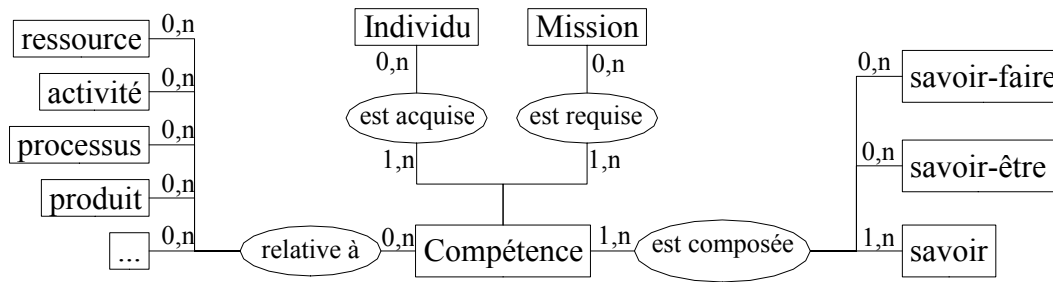 ressource
0,n
activité
0,n
processus
0,n
produit
0,n
...
0,n
relative à
0,n
Individu
0,n
est acquise
1,n
Mission
0,n
est requise
1,n
Compétence
1,n
est composée
0,n
savoir-faire
0,n
savoir-être
1,n
savoir